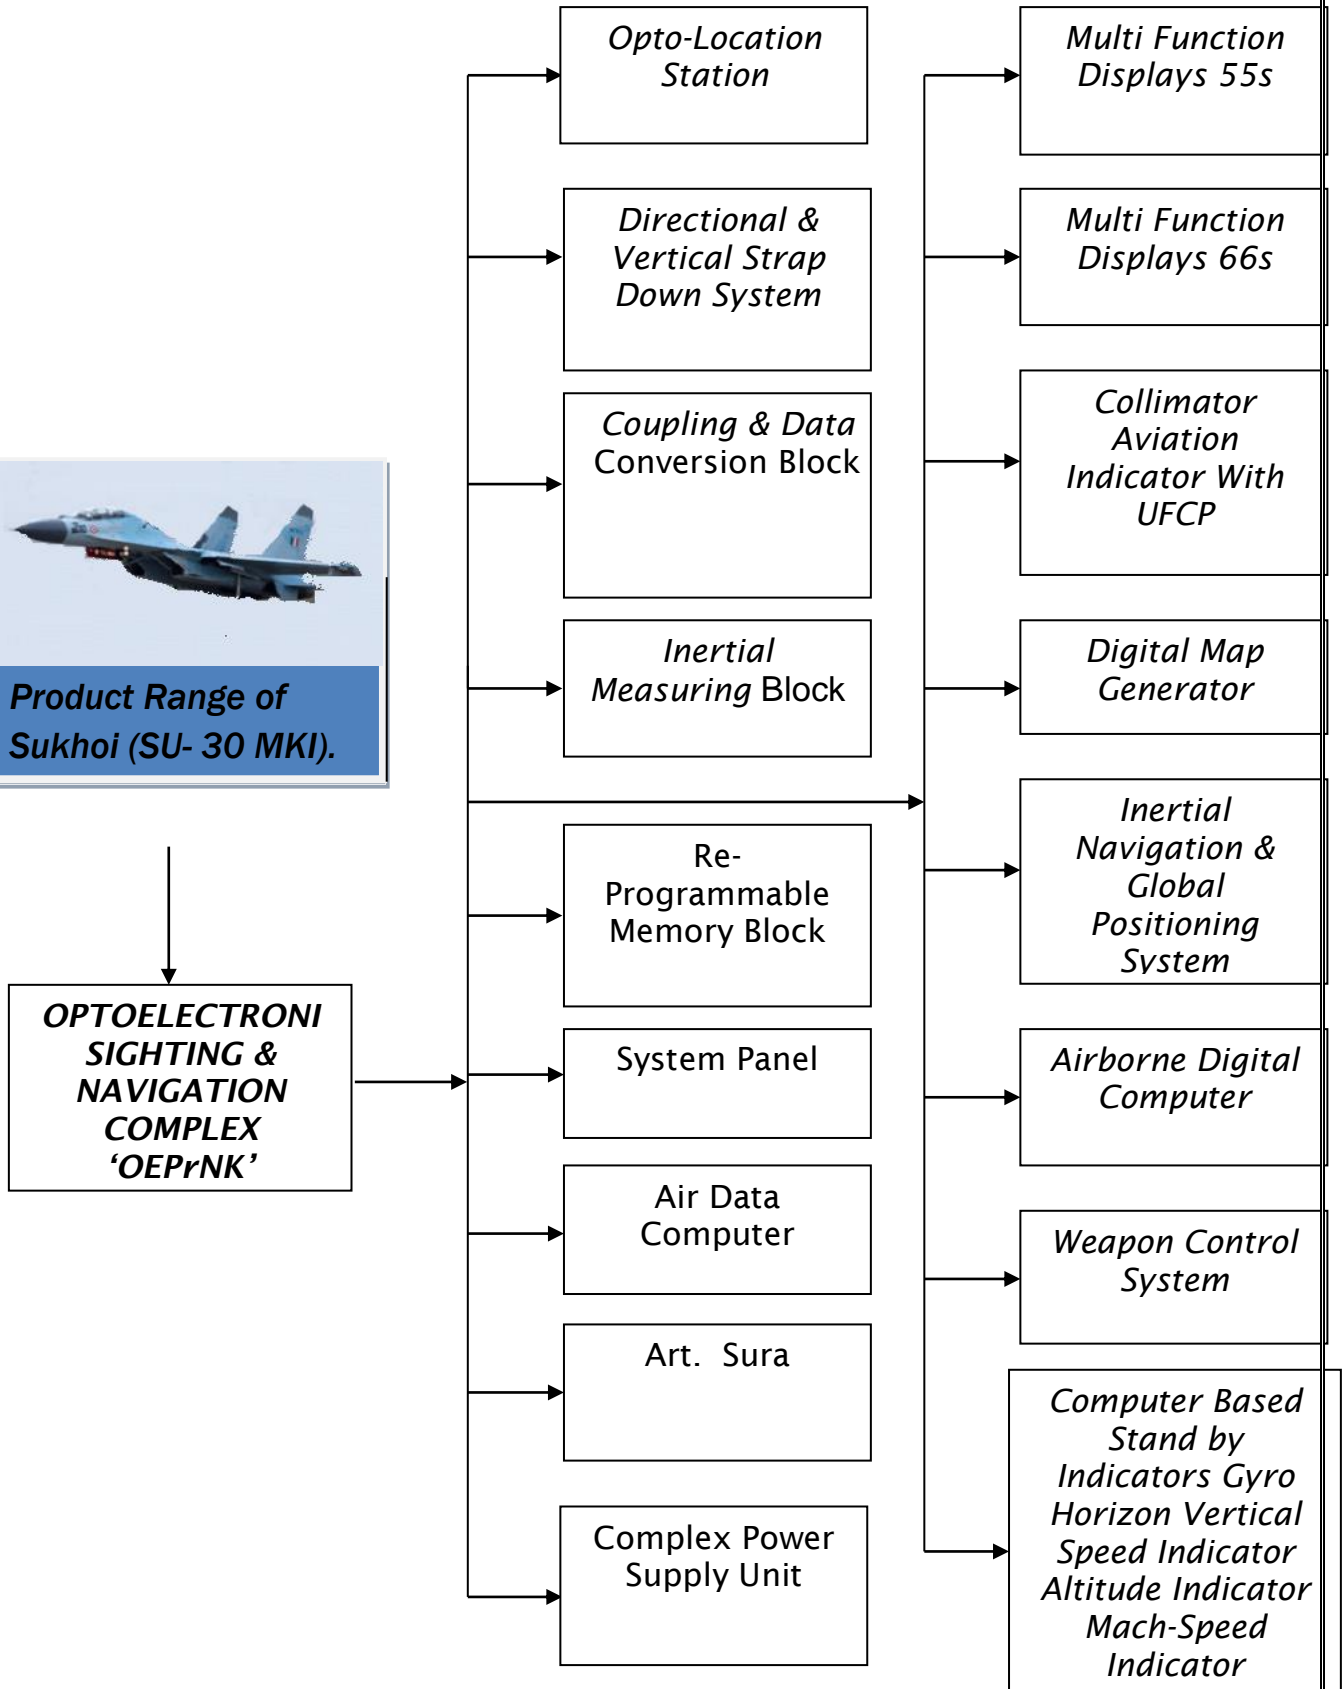 Opto-Location
Station
Directional &
Vertical Strap
Down System
Coupling & Data
Conversion Block
Inertial
Measuring Block
Product Range of
Sukhoi (SU- 30 MKI).
Re-
Programmable
Memory Block
OPTOELECTRONI
SIGHTING &
NAVIGATION
COMPLEX
‘OEPrNK’
System Panel
Air Data
Computer
Art.  Sura
Complex Power
Supply Unit
Multi Function
Displays 55s
Multi Function
Displays 66s
Collimator
Aviation
Indicator With
UFCP
Digital Map
Generator
Inertial
Navigation &
Global
Positioning
System
Airborne Digital
Computer
Weapon Control
System
Computer Based
Stand by
Indicators Gyro
Horizon Vertical
Speed Indicator
Altitude Indicator
Mach-Speed
Indicator